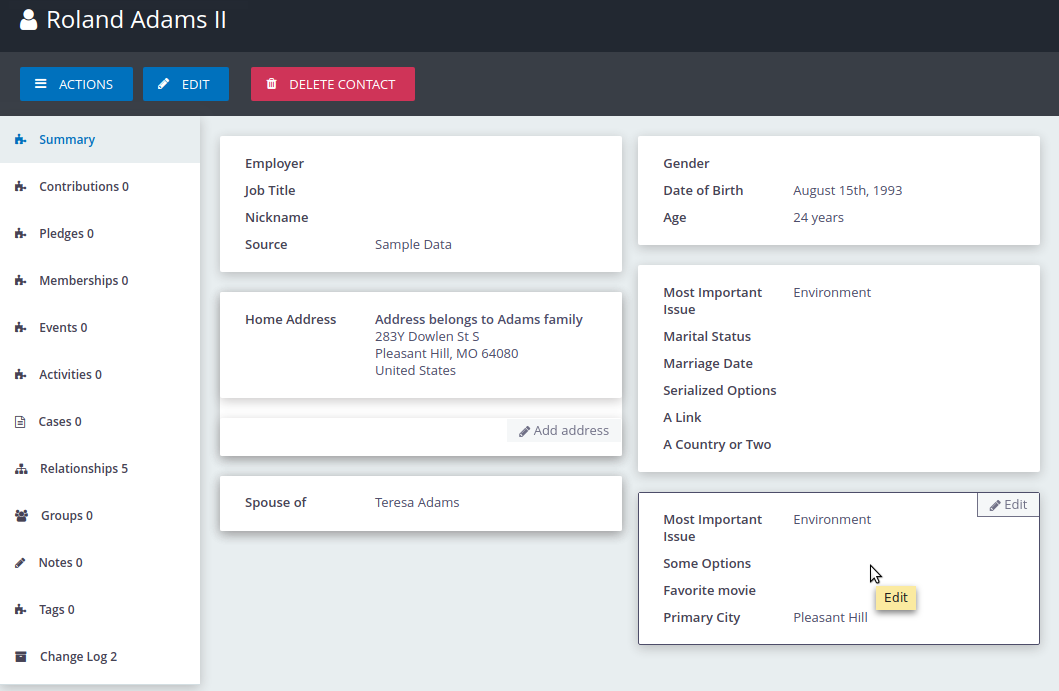 Roland Adams II
ACTIONS
EDIT
DELETE CONTACT
Summary
Contributions 0
Pledges 0
Memberships 0
Events 0
Activities 0
Cases 0
Relationships 5
Groups 0
Notes 0
Tags 0
Change Log 2
Employer
Job Title
Nickname
Source Sample Data
Home Address Address belongs to Adams family
283Y Dowlen St S
Pleasant Hill, MO 64080
United States
Add address
Spouse of Teresa Adams
Gender
Date of Birth August 15th, 1993
Age 24 years
Most Important Environment
Issue
Marital Status
Marriage Date
Serialized Options
A Link
A Country or Two
Edit
Most Important Environment
Issue
Some Options
Favorite movie
Edit
Primary City Pleasant Hill